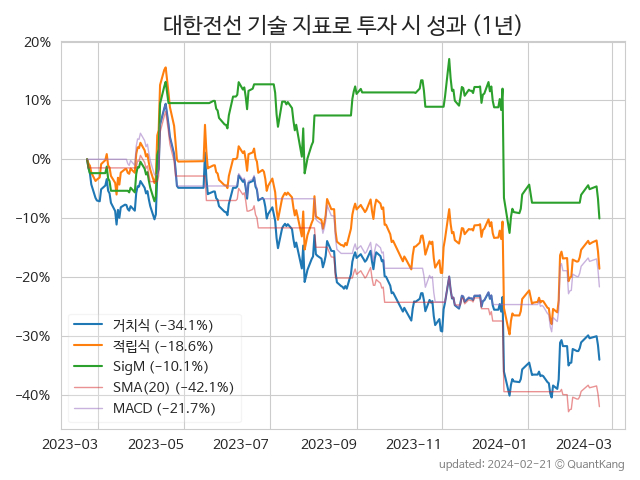 대한전선 기술 지표로 투자 시 성과 (1년)
20%
10%
0%
−10%
−20%
−30%
−40%
거치식 (−34.1%)
적립식 (−18.6%)
SigM (−10.1%)
SMA(20) (−42.1%)
MACD (−21.7%)
2023-03 2023-05 2023-07 2023-09 2023-11 2024-01 2024-03
updated: 2024-02-21 © QuantKang